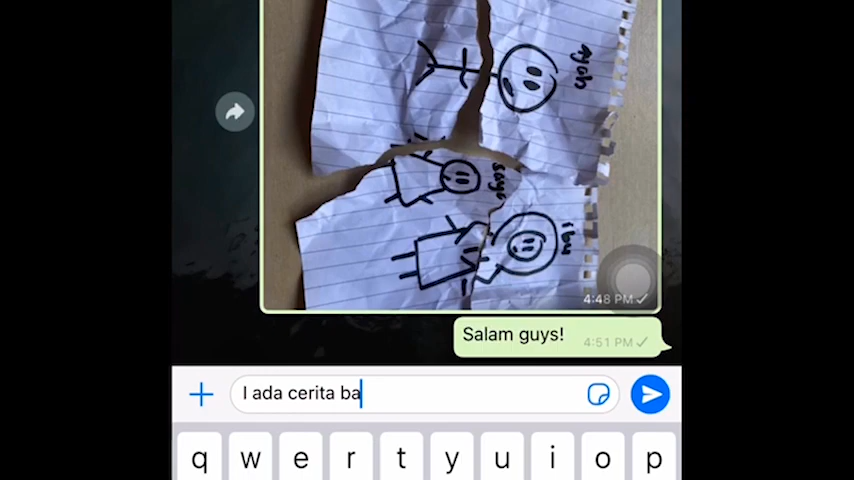 ayah
saya
ibu
4:48 PM
Salam guys!
4:51 PM
I ada cerita ba
q w e r t y u i o p